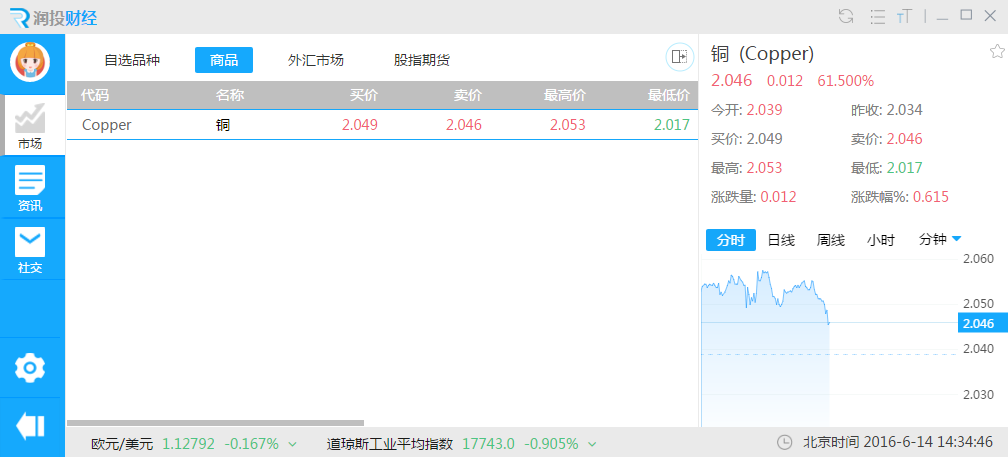 润投财经
自选品种 商品 外汇市场 股指期货
代码 名称 买价 卖价 最高价 最低价
Copper 铜 2.049 2.046 2.053 2.017
市场
资讯
社交
铜 (Copper)
2.046 0.012 61.500%
今开: 2.039 昨收: 2.034
买价: 2.049 卖价: 2.046
最高: 2.053 最低: 2.017
涨跌量: 0.012 涨跌幅%: 0.615
分时 日线 周线 小时 分钟
2.060
2.050
2.046
2.040
2.030
欧元/美元 1.12792 -0.167% 道琼斯工业平均指数 17743.0 -0.905% 北京时间 2016-6-14 14:34:46